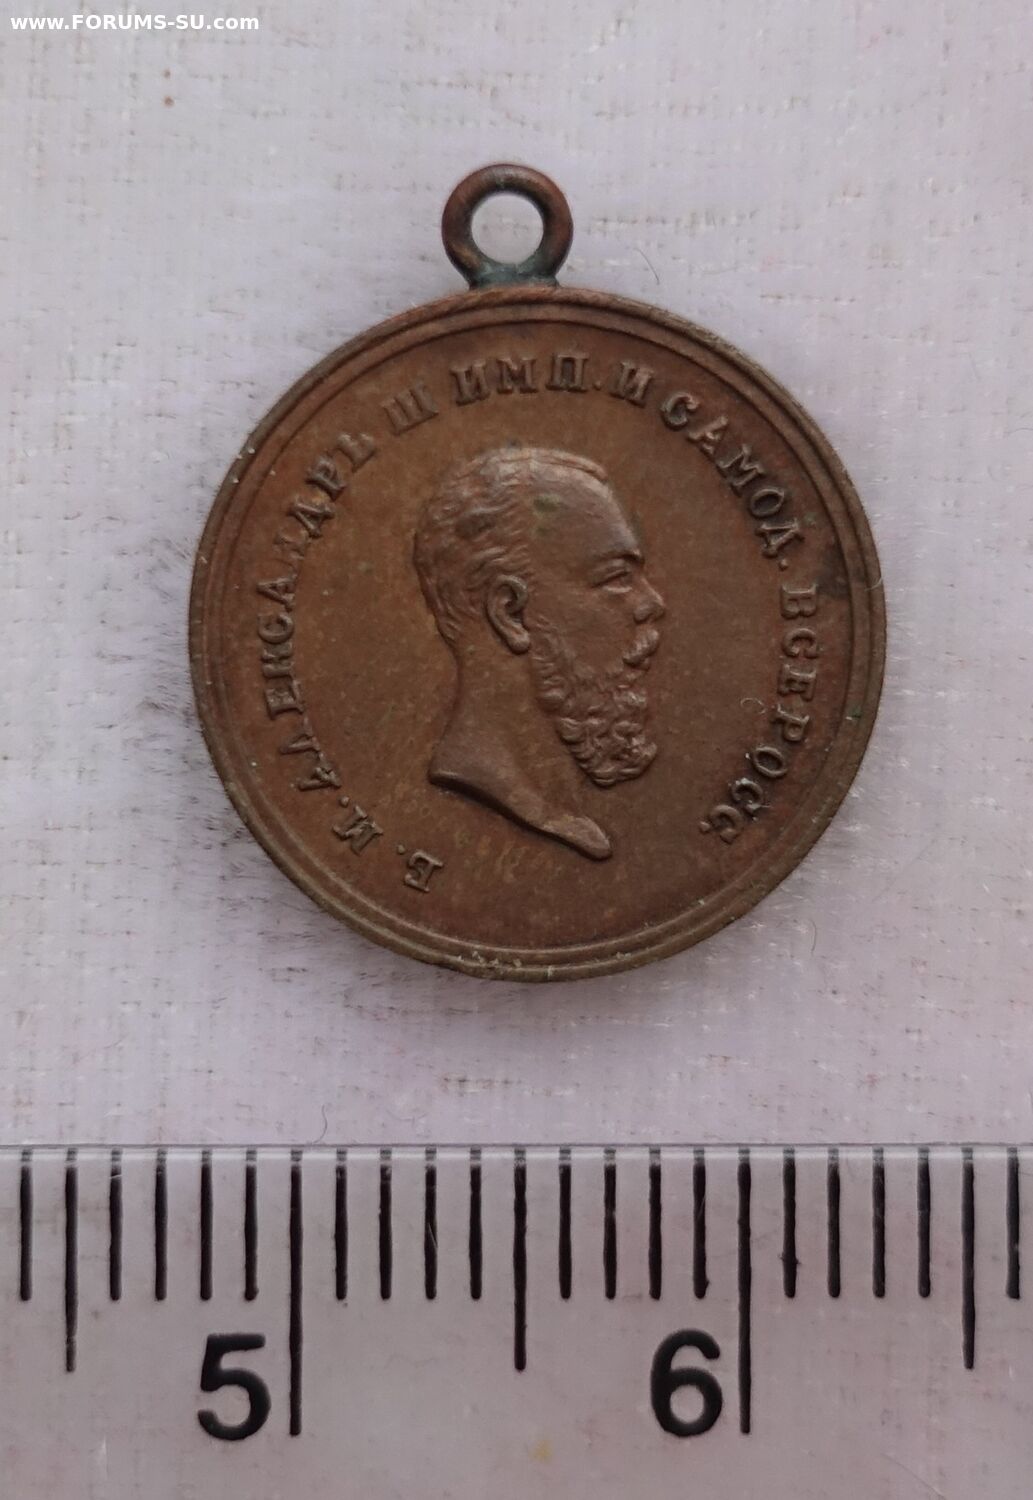 www.FORUMS-SU.com
Б. М. АЛЕКСАНДРЪ III ИМП. И САМОД. ВСЕРОСС.
5 6